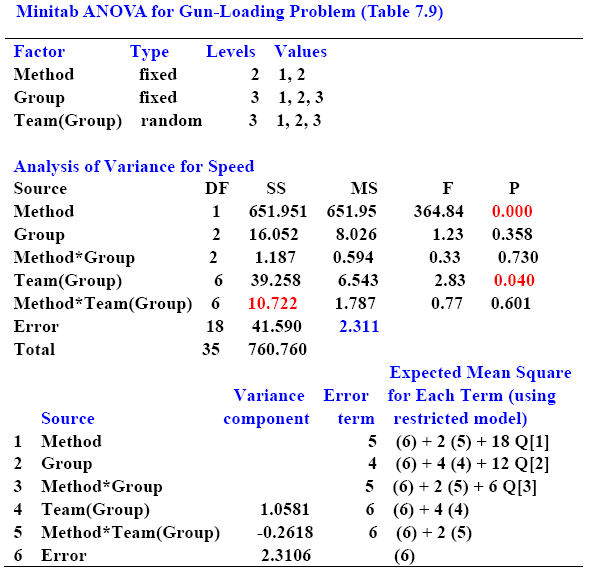 Minitab ANOVA for Gun-Loading Problem (Table 7.9)
Factor Type Levels Values
Method fixed 2 1, 2
Group fixed 3 1, 2, 3
Team(Group) random 3 1, 2, 3
Analysis of Variance for Speed
Source DF SS MS F P
Method 1 651.951 651.95 364.84 0.000
Group 2 16.052 8.026 1.23 0.358
Method*Group 2 1.187 0.594 0.33 0.730
Team(Group) 6 39.258 6.543 2.83 0.040
Method*Team(Group) 6 10.722 1.787 0.77 0.601
Error 18 41.590 2.311
Total 35 760.760
Expected Mean Square
Variance Error for Each Term (using
Source component term restricted model)
1 Method 5 (6) + 2 (5) + 18 Q[1]
2 Group 4 (6) + 4 (4) + 12 Q[2]
3 Method*Group 5 (6) + 2 (5) + 6 Q[3]
4 Team(Group) 1.0581 6 (6) + 4 (4)
5 Method*Team(Group) -0.2618 6 (6) + 2 (5)
6 Error 2.3106 (6)